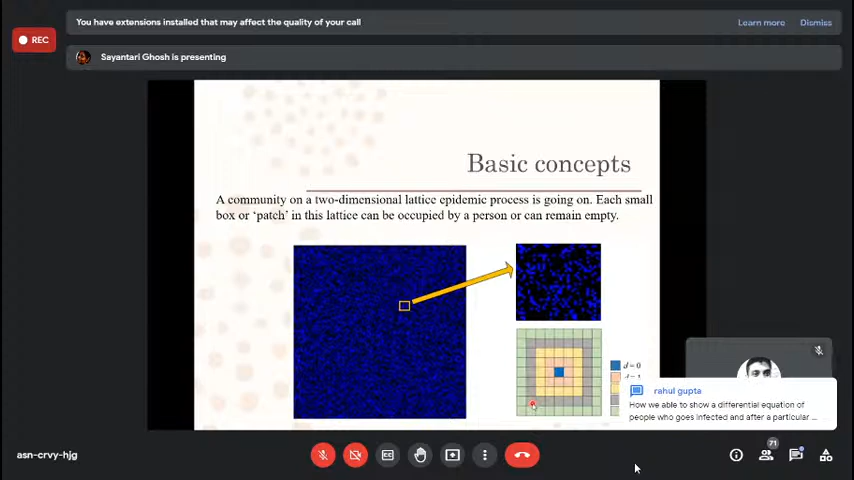 You have extensions installed that may affect the quality of your call
Learn more
Dismiss
REC
Sayantari Ghosh is presenting
Basic concepts
A community on a two-dimensional lattice epidemic process is going on. Each small
box or ‘patch’ in this lattice can be occupied by a person or can remain empty.
d = 0
rahul gupta
How we able to show a differential equation of
people who goes infected and after a particular ...
asn-crvy-hjg
CC
71